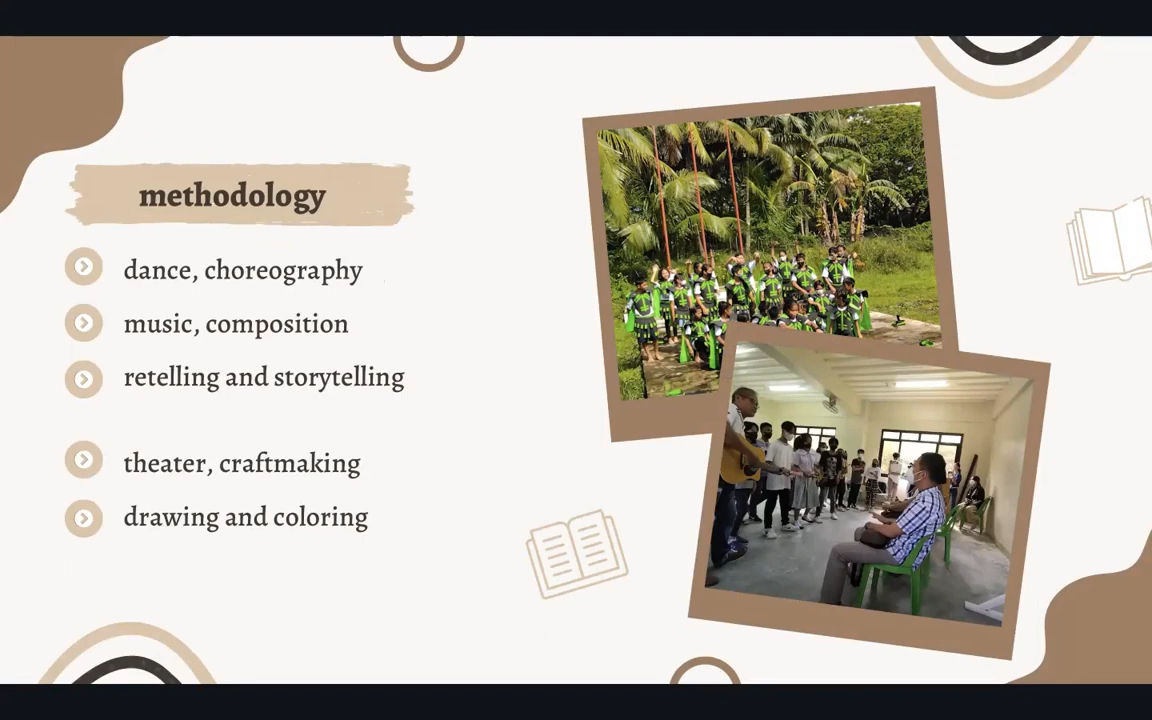 methodology
dance, choreography
music, composition
retelling and storytelling
theater, craftmaking
drawing and coloring